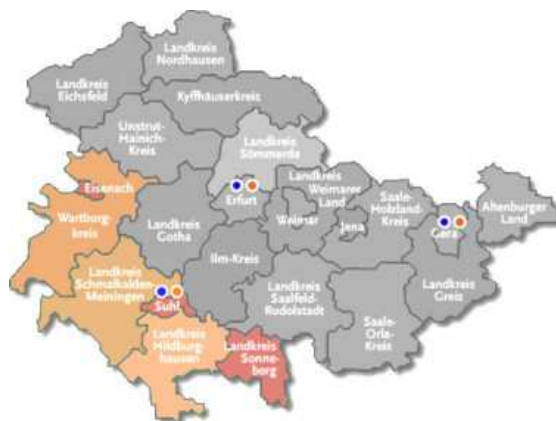 Landkreis
Nordhausen
Landkreis
Eichsfeld
Kyffhäuserkreis
Unstrut-
Hainich-
Kreis
Landkreis
Sömmerda
Eisenach
Wartburg-
kreis
Landkreis
Gotha
Erfurt
Landkreis
Weimarer
Land
Weimar
Jena
Saale-
Holzland-
Kreis
Gera
Altenburger
Land
Landkreis
Schmalkalden-
Meiningen
Suhl
Ilm-Kreis
Landkreis
Saalfeld-
Rudolstadt
Landkreis
Greiz
Saale-
Orla-
Kreis
Landkreis
Hildburg-
hausen
Landkreis
Sonne-
berg